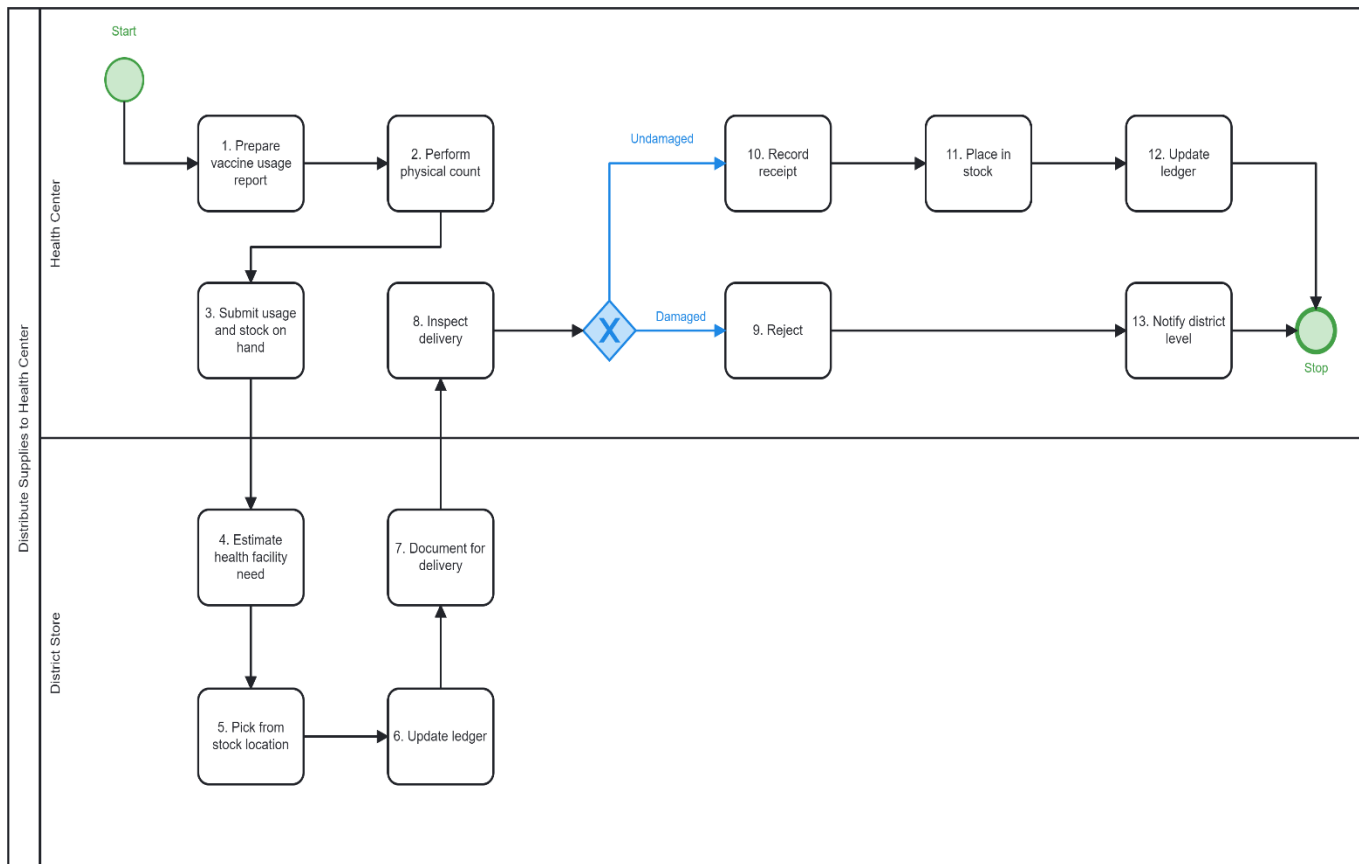 Distribute Supplies to Health Center
Health Center
Start
1. Prepare
vaccine usage
report
2. Perform
physical count
3. Submit usage
and stock on
hand
8. Inspect
delivery
Undamaged
Damaged
X
10. Record
receipt
11. Place in
stock
12. Update
ledger
9. Reject
13. Notify district
level
Stop
District Store
4. Estimate
health facility
need
7. Document for
delivery
5. Pick from
stock location
6. Update ledger